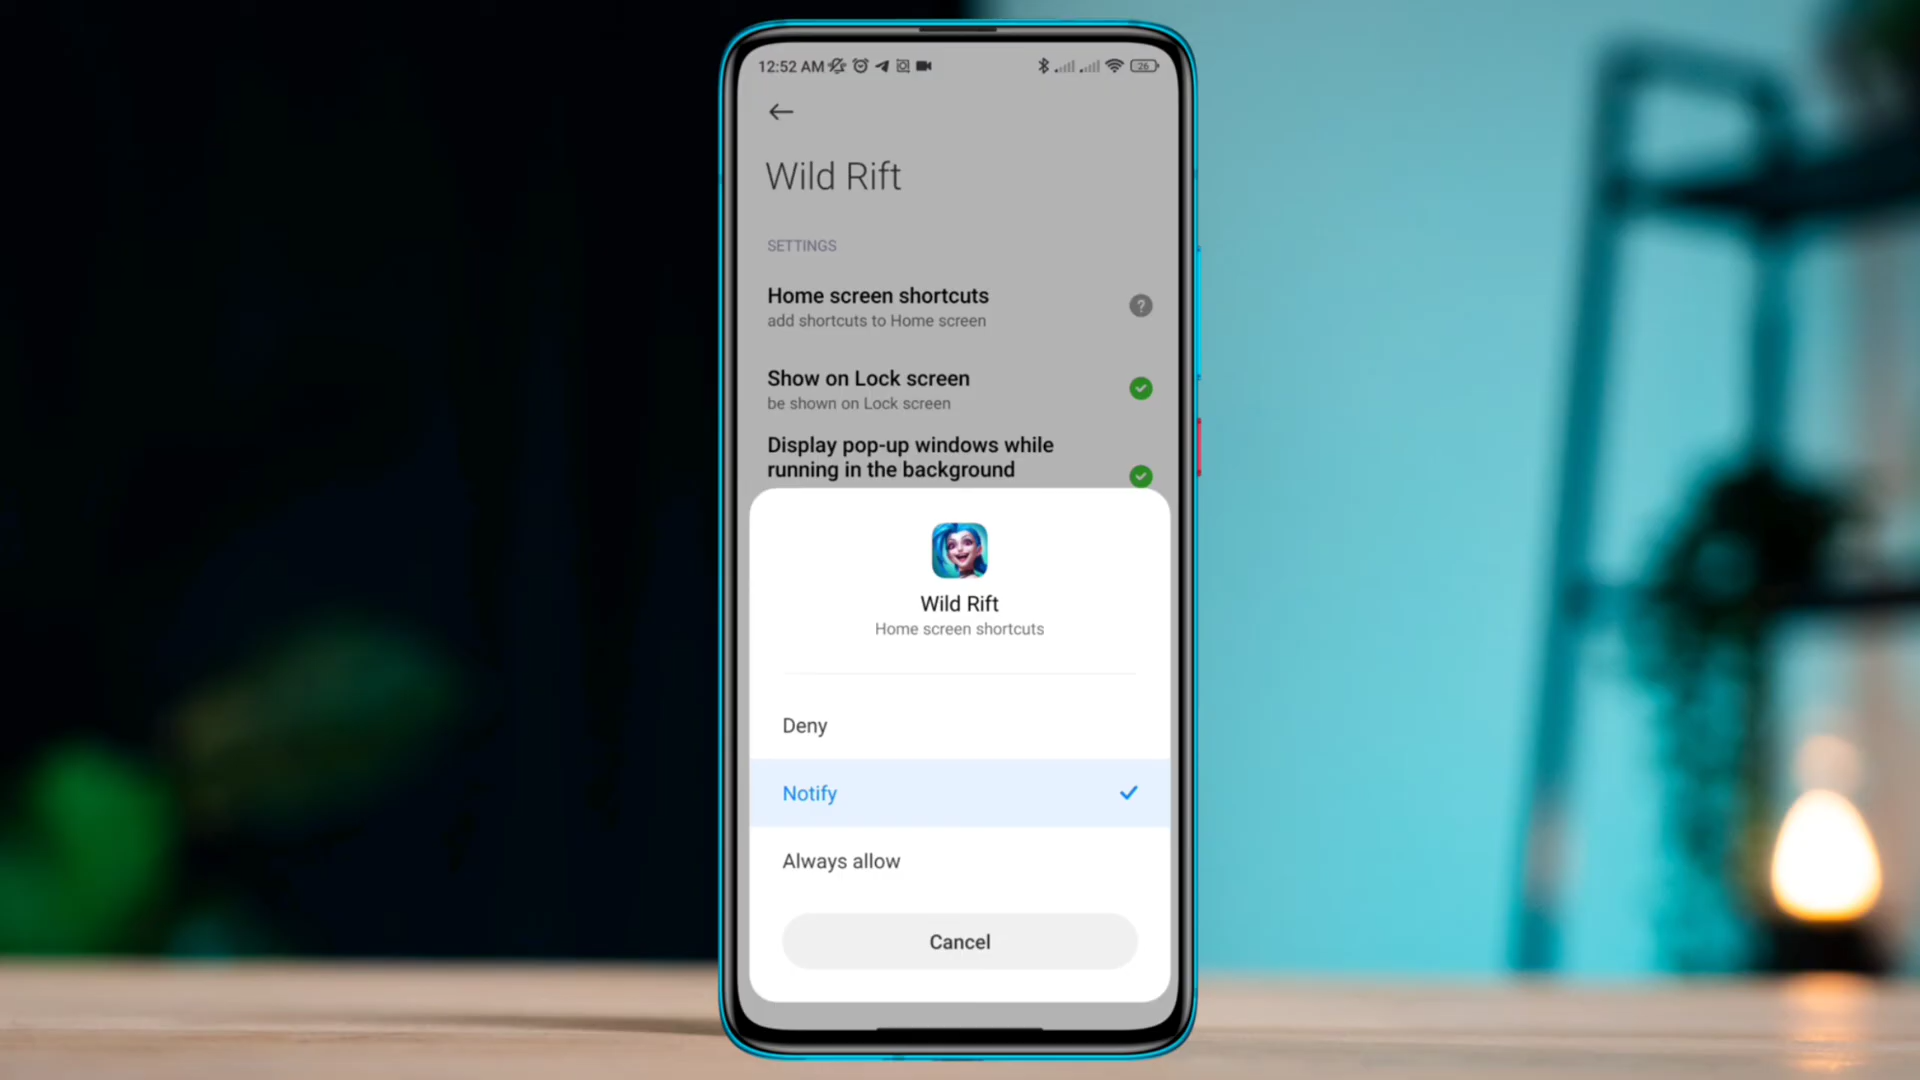 12:52 AM
26
Wild Rift
SETTINGS
Home screen shortcuts
add shortcuts to Home screen
?
Show on Lock screen
be shown on Lock screen
Display pop-up windows while
running in the background
Wild Rift
Home screen shortcuts
Deny
Notify
Always allow
Cancel